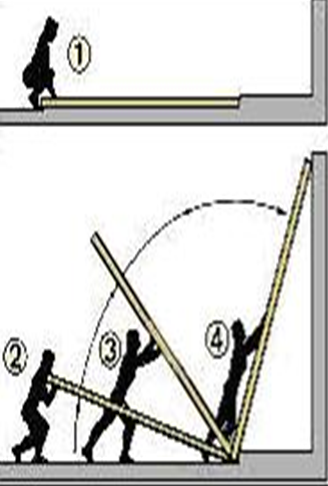 ①
②
③
④